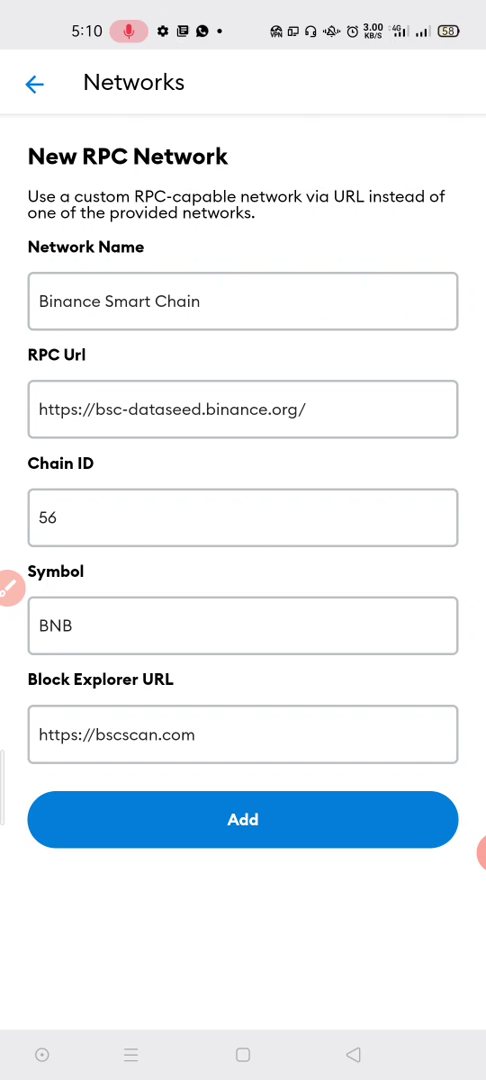 5:10
3.00
KB/S
4G
58
Networks
New RPC Network
Use a custom RPC-capable network via URL instead of
one of the provided networks.
Network Name
Binance Smart Chain
RPC Url
https://bsc-dataseed.binance.org/
Chain ID
56
Symbol
BNB
Block Explorer URL
https://bscscan.com
Add